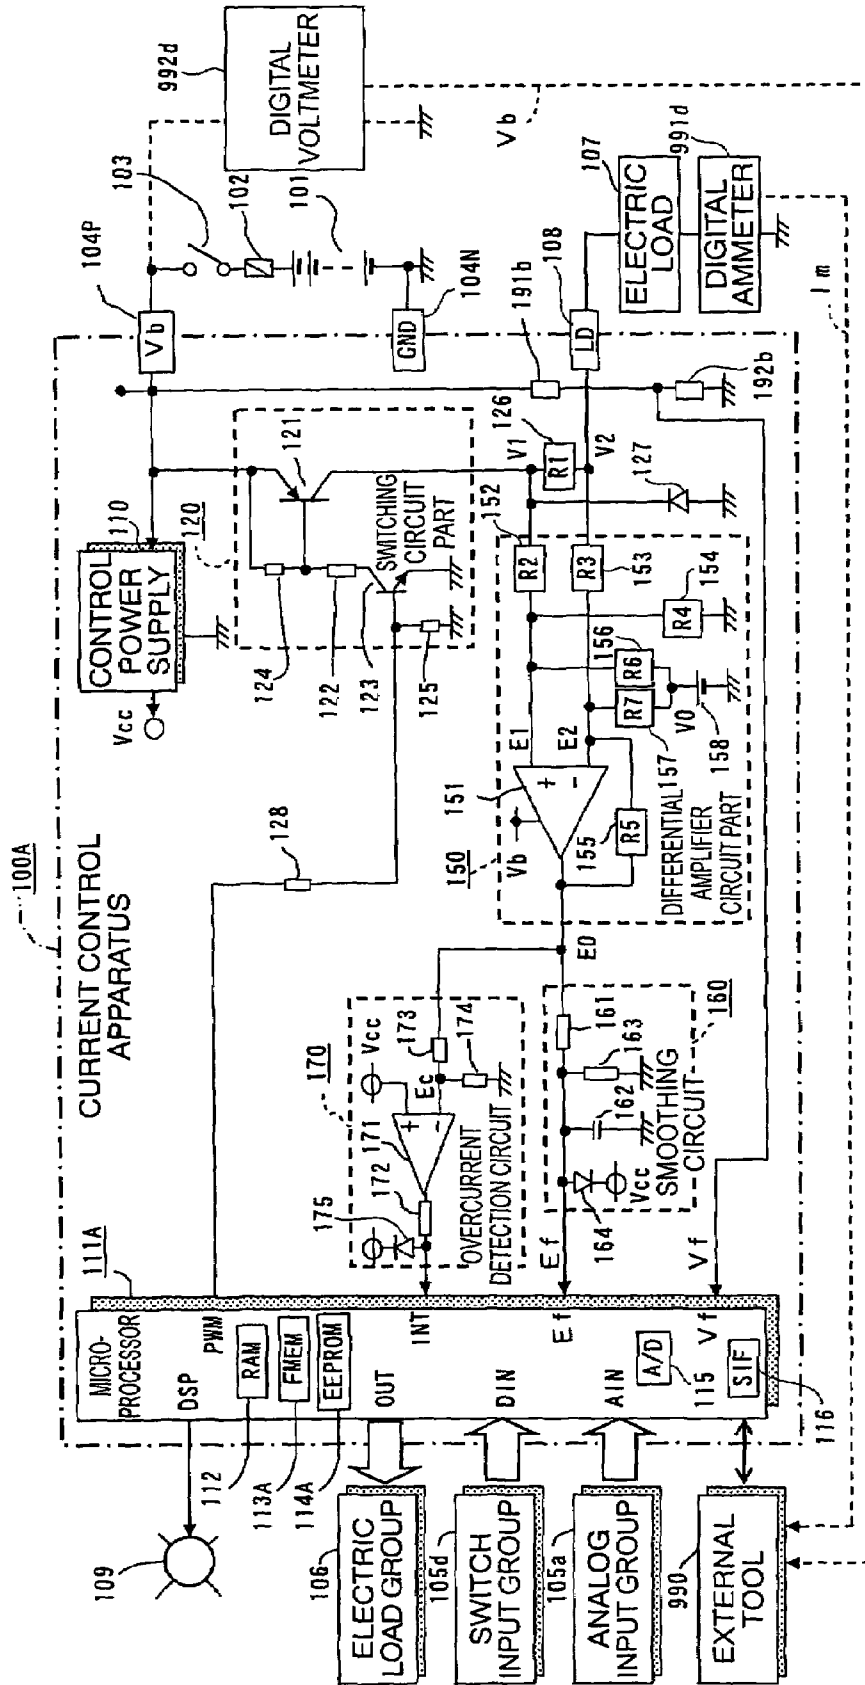 100A
CURRENT CONTROL
APPARATUS
111A
MICRO-
PROCESSOR
DSP
PWM
RAM
FMEM
EEPROM
OUT
INT
DIN
Ef
AIN
A/D
Vf
SIF
109
112
113A
114A
115
116
106
ELECTRIC
LOAD GROUP
105d
SWITCH
INPUT GROUP
105a
ANALOG
INPUT GROUP
990
EXTERNAL
TOOL
Vcc
CONTROL
POWER
SUPPLY
110
120
121
124
122
123
125
SWITCHING
CIRCUIT
PART
128
Vb
104P
103
102
101
GND
104N
992d
DIGITAL
VOLTMETER
Vb
191b
108
LD
192b
107
ELECTRIC
LOAD
991d
DIGITAL
AMMETER
Im
V1
126
R1
V2
127
152
R2
R3
153
154
R4
156
R6
R7
V0
157
158
E1
E2
151
+
-
Vb
150
155
R5
DIFFERENTIAL
AMPLIFIER
CIRCUIT PART
E0
170
Vcc
173
174
Ec
171
+
-
172
175
OVERCURRENT
DETECTION CIRCUIT
160
161
163
162
Vcc
164
SMOOTHING
CIRCUIT
Ef
Vf